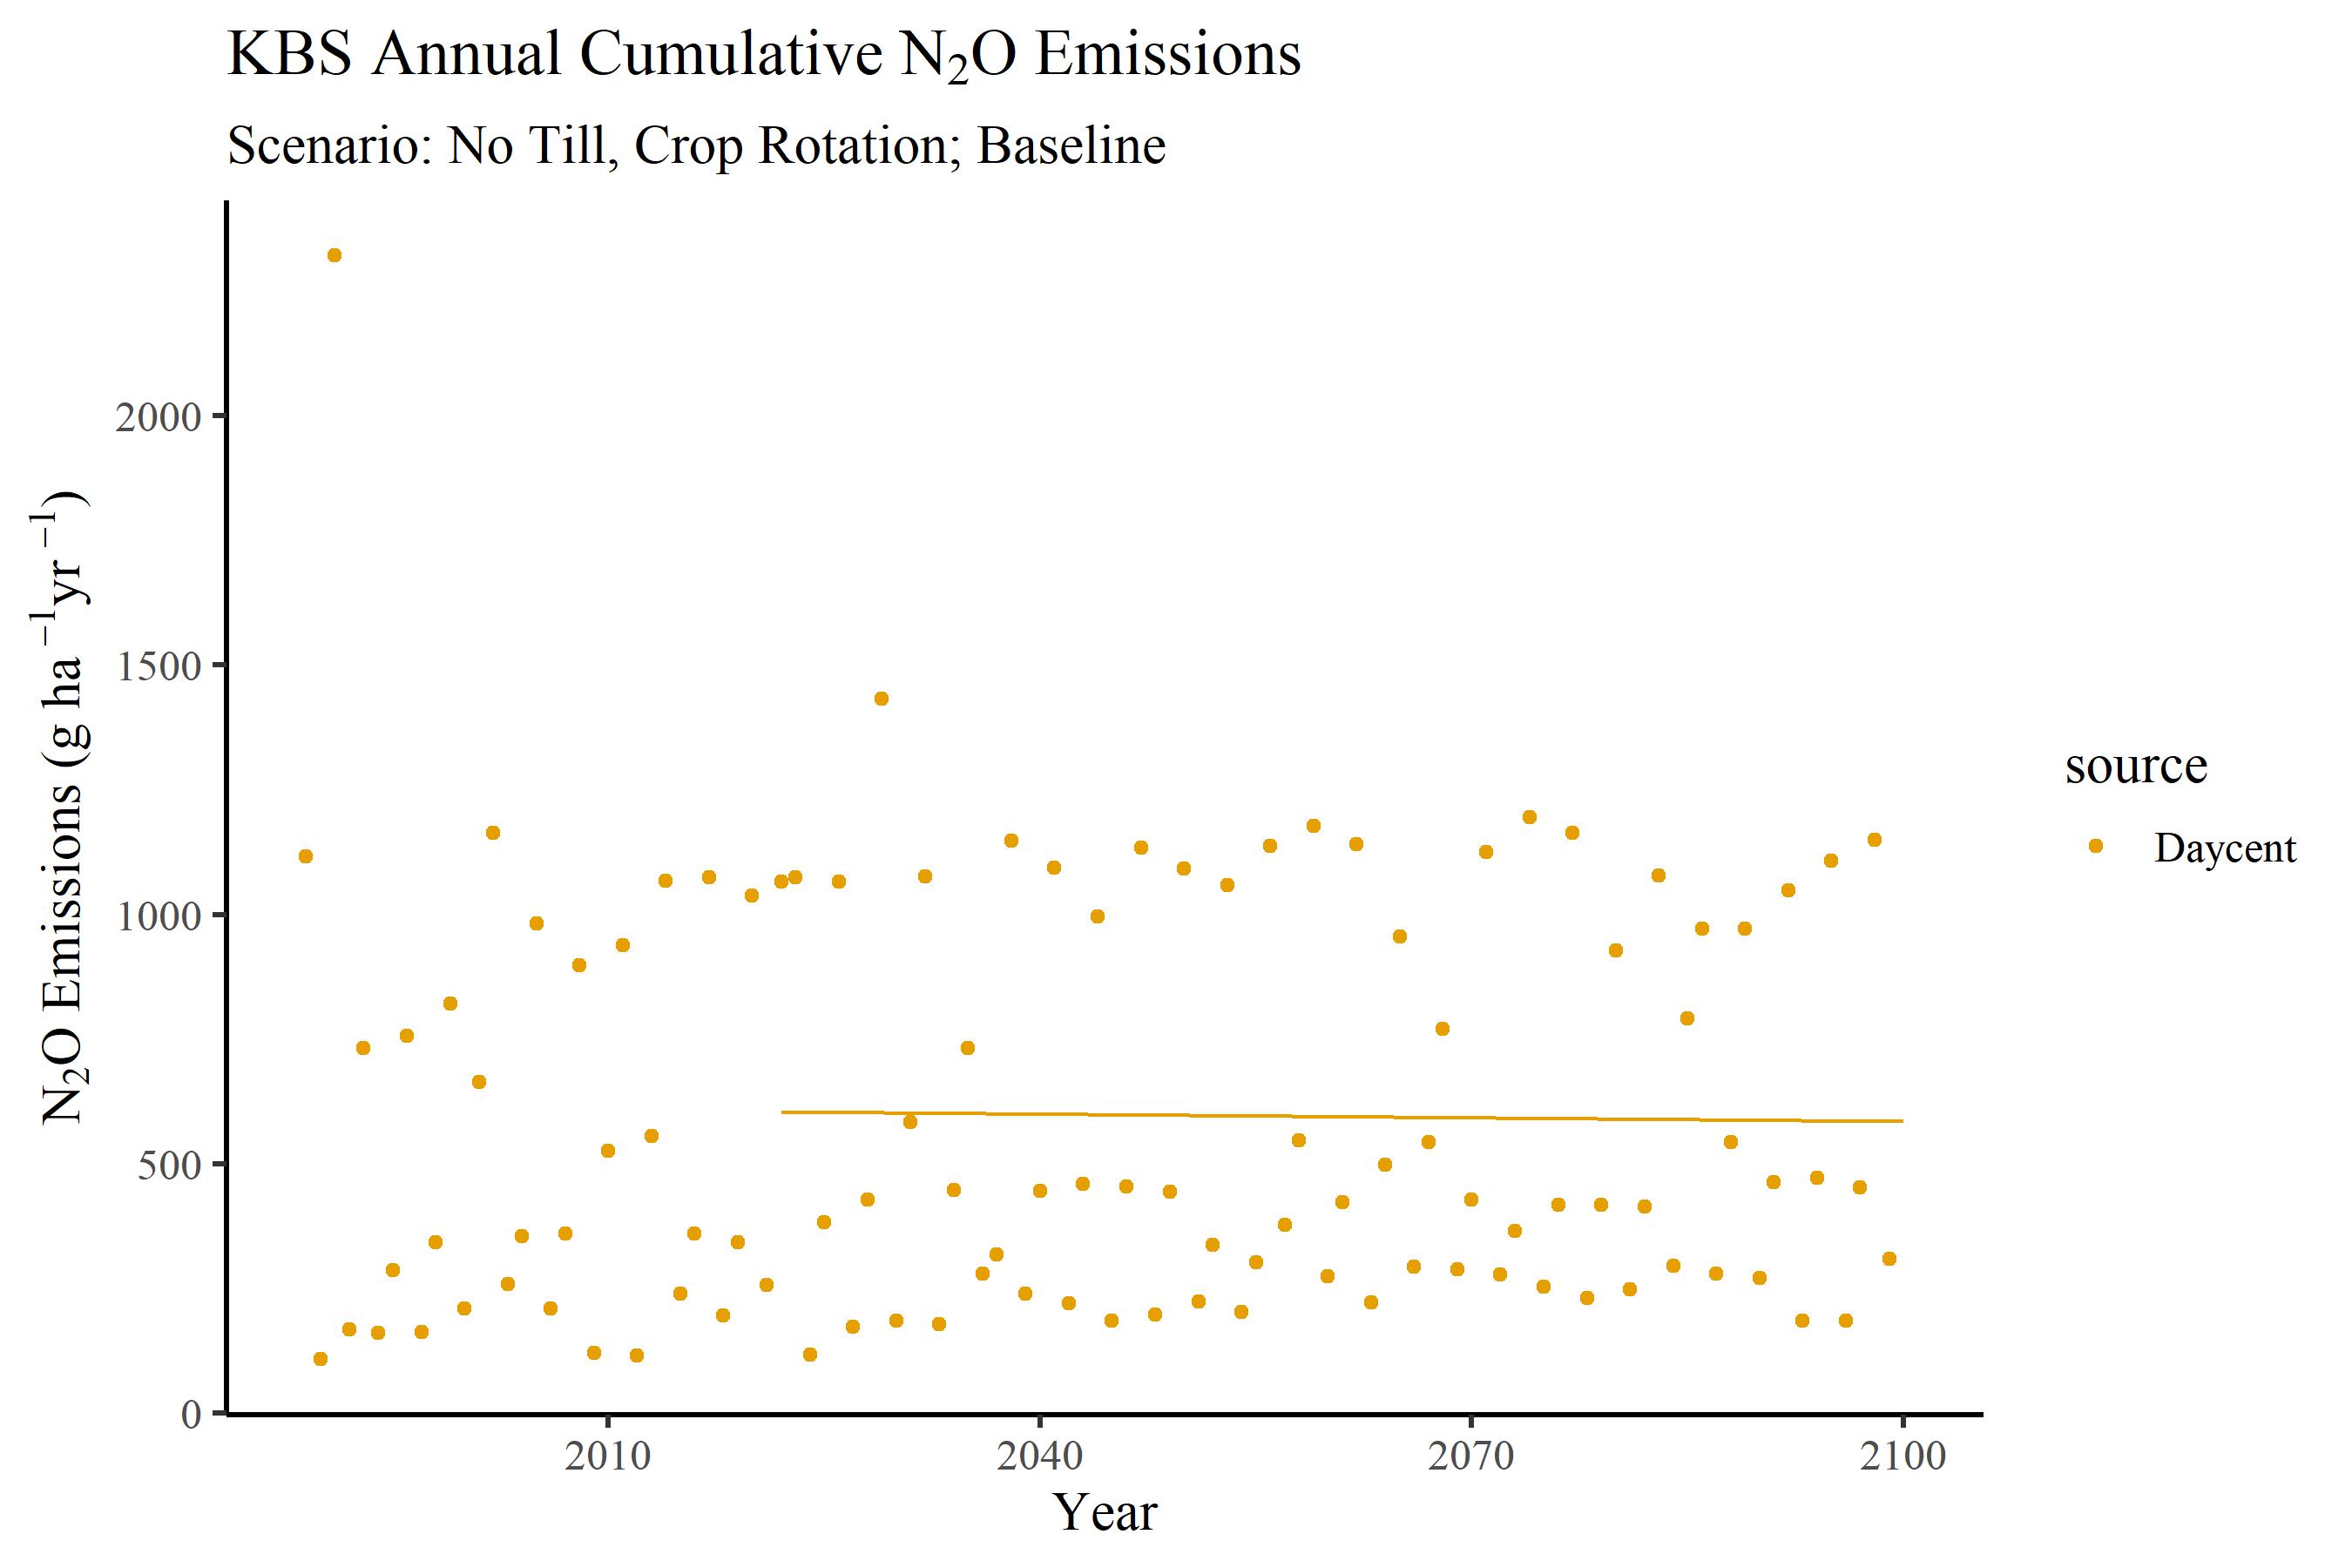 KBS Annual Cumulative N₂O Emissions
Scenario: No Till, Crop Rotation; Baseline
N₂O Emissions (g ha ⁻¹yr ⁻¹)
2000
1500
1000
500
0
2010 2040 2070 2100
Year
source
Daycent